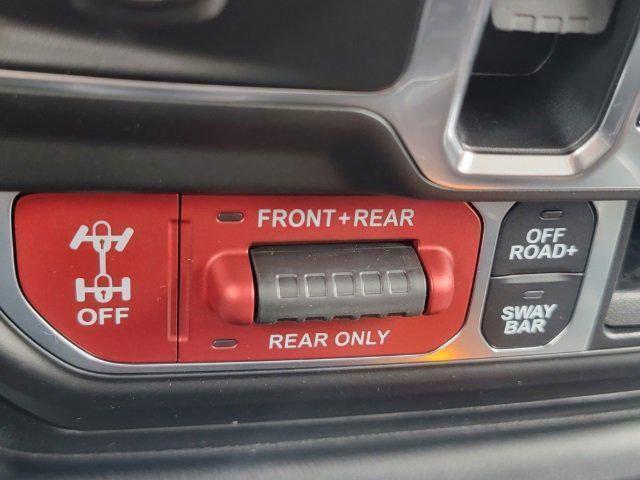 FRONT+REAR
OFF
REAR ONLY
OFF
ROAD+
SWAY
BAR